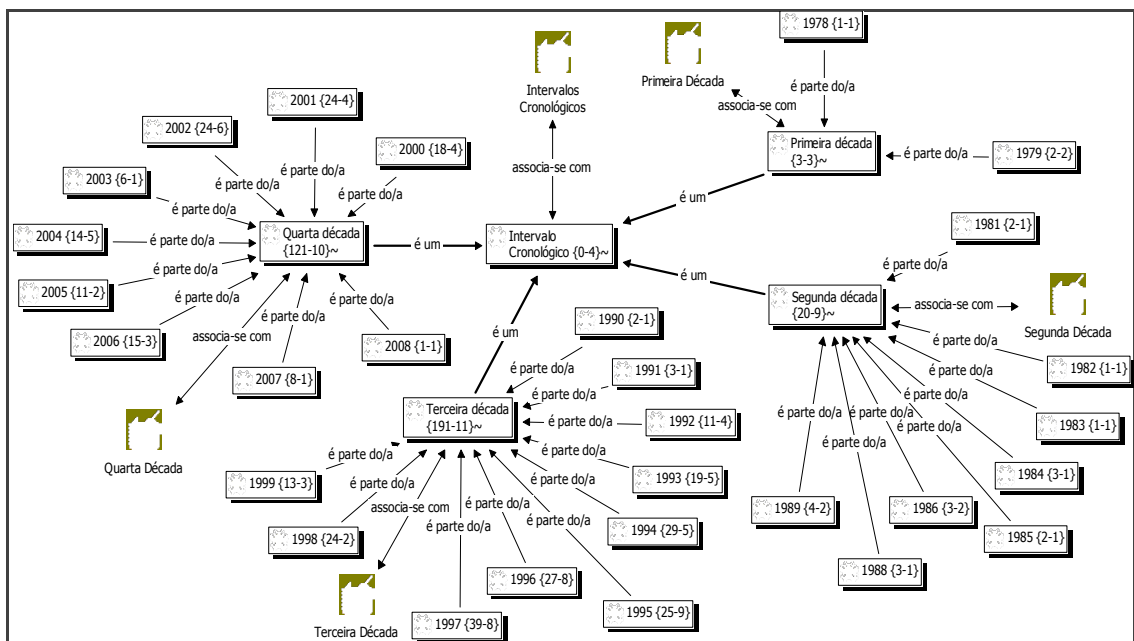 1978 {1-1}
Intervalos
Cronológicos
Primeira Década
associa-se com
é parte do/a
Primeira década
{3-3}~
é parte do/a
1979 {2-2}
2001 {24-4}
2002 {24-6}
2000 {18-4}
é parte do/a
é parte do/a
é parte do/a
2003 {6-1}
é parte do/a
2004 {14-5}
é parte do/a
2005 {11-2}
é parte do/a
2006 {15-3}
é parte do/a
associa-se com
é parte do/a
2007 {8-1}
é parte do/a
2008 {1-1}
Quarta década
{121-10}~
é um
Quarta Década
associa-se com
Intervalo
Cronológico {0-4}~
é um
é um
é um
1981 {2-1}
é parte do/a
Segunda década
{20-9}~
associa-se com
Segunda Década
é parte do/a
1982 {1-1}
é parte do/a
1983 {1-1}
é parte do/a
1984 {3-1}
é parte do/a
1985 {2-1}
é parte do/a
1986 {3-2}
é parte do/a
1988 {3-1}
é parte do/a
1989 {4-2}
1990 {2-1}
é parte do/a
1991 {3-1}
é parte do/a
Terceira década
{191-11}~
é parte do/a
1992 {11-4}
é parte do/a
1993 {19-5}
é parte do/a
1994 {29-5}
é parte do/a
1995 {25-9}
é parte do/a
1996 {27-8}
é parte do/a
1997 {39-8}
associa-se com
Terceira Década
é parte do/a
1998 {24-2}
é parte do/a
1999 {13-3}